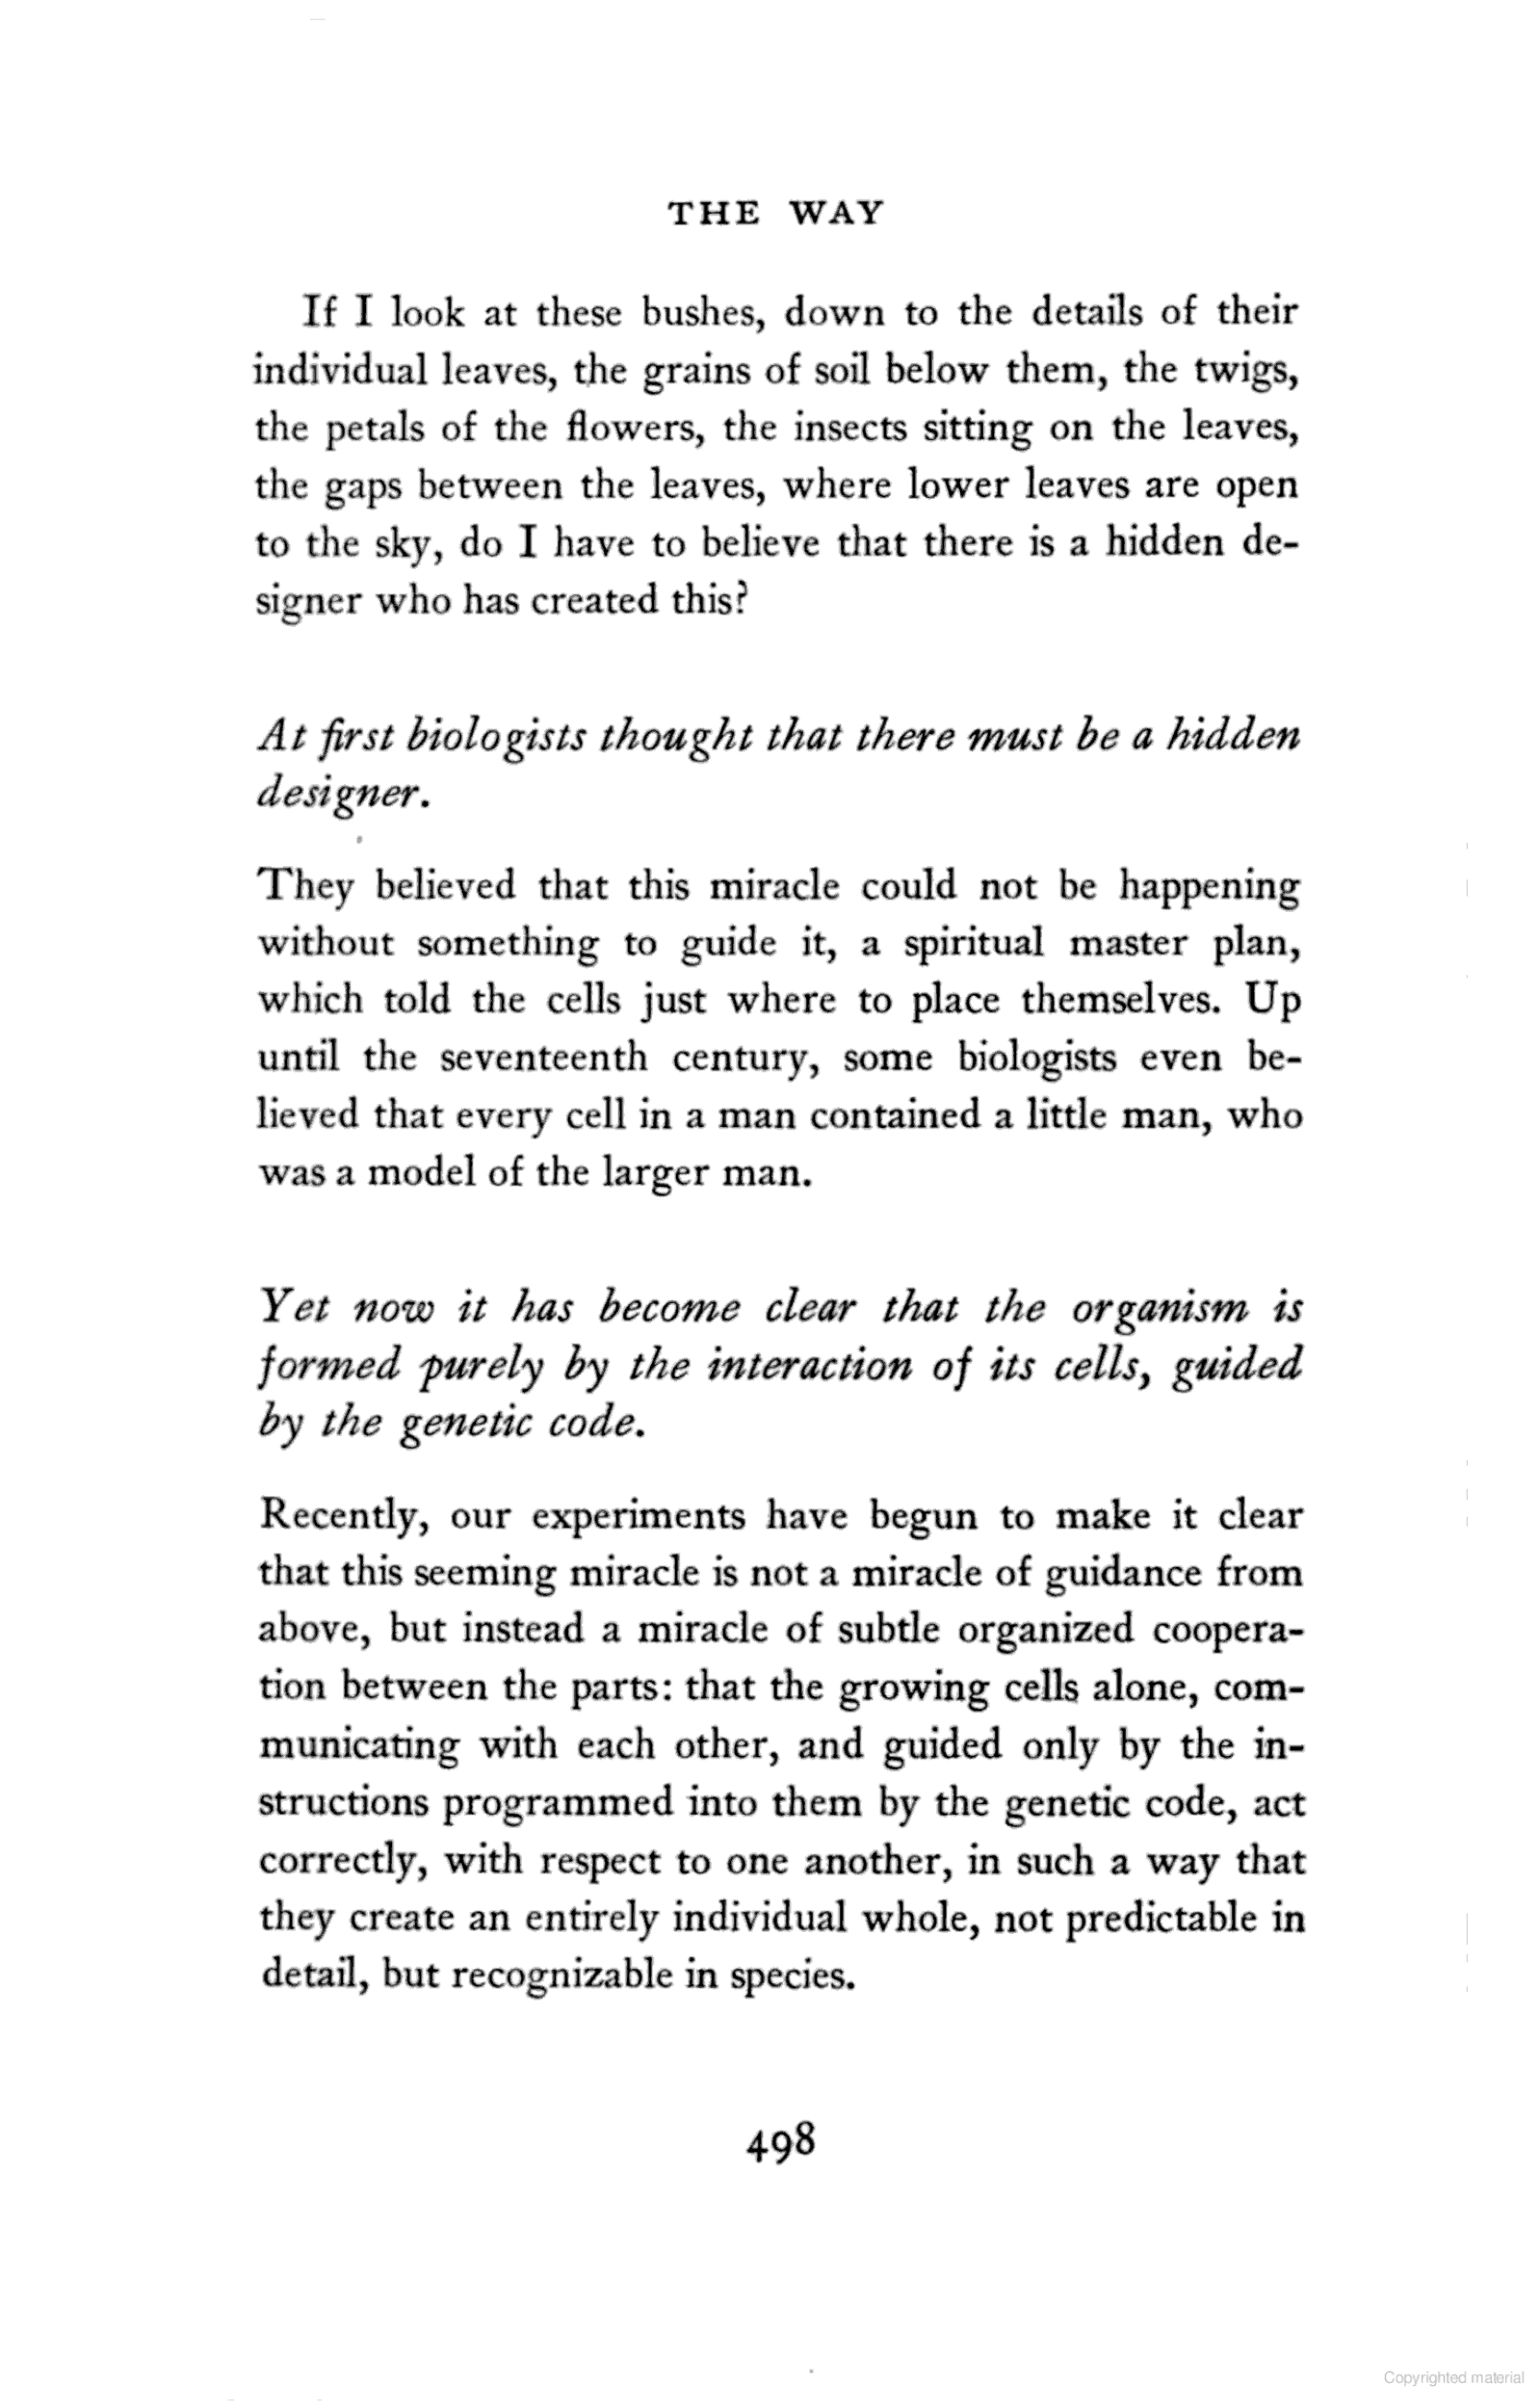 THE WAY
If I look at these bushes, down to the details of their
individual leaves, the grains of soil below them, the twigs,
the petals of the flowers, the insects sitting on the leaves,
the gaps between the leaves, where lower leaves are open
to the sky, do I have to believe that there is a hidden de-
signer who has created this?
At first biologists thought that there must be a hidden
designer.
They believed that this miracle could not be happening
without something to guide it, a spiritual master plan,
which told the cells just where to place themselves. Up
until the seventeenth century, some biologists even be-
lieved that every cell in a man contained a little man, who
was a model of the larger man.
Yet now it has become clear that the organism is
formed purely by the interaction of its cells, guided
by the genetic code.
Recently, our experiments have begun to make it clear
that this seeming miracle is not a miracle of guidance from
above, but instead a miracle of subtle organized coopera-
tion between the parts: that the growing cells alone, com-
municating with each other, and guided only by the in-
structions programmed into them by the genetic code, act
correctly, with respect to one another, in such a way that
they create an entirely individual whole, not predictable in
detail, but recognizable in species.
498
Copyrighted material